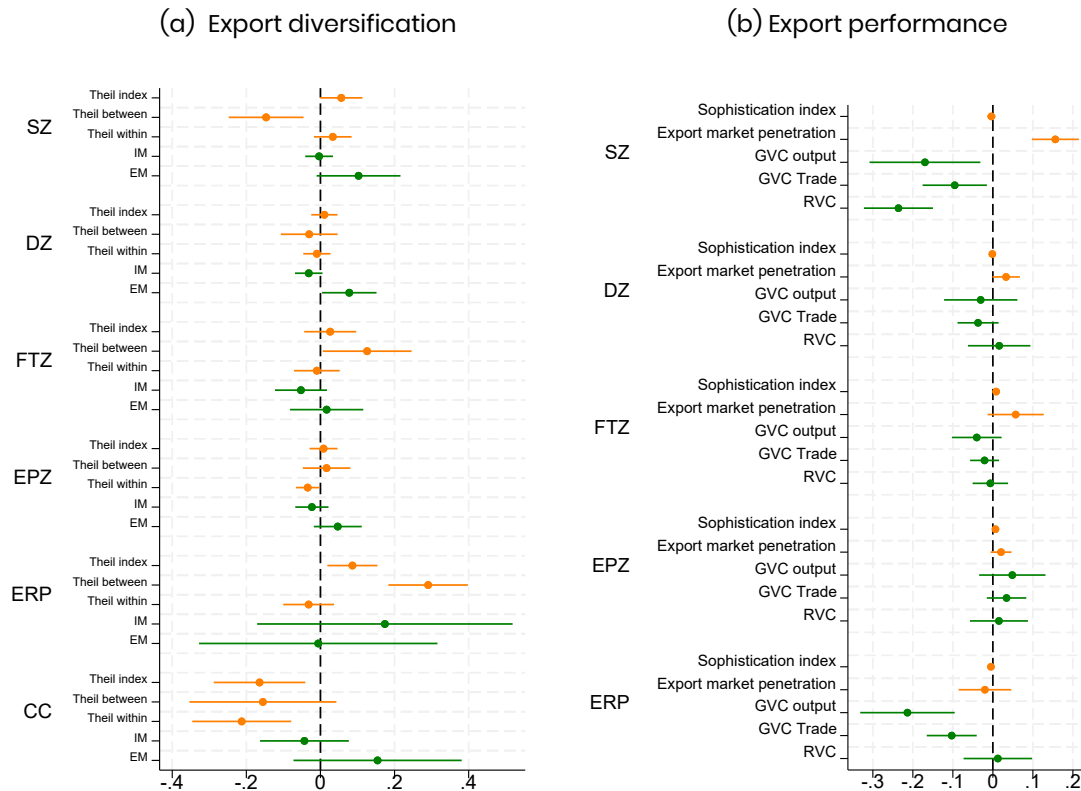 (a) Export diversification
SZ
Theil index
Theil between
Theil within
IM
EM
DZ
Theil index
Theil between
Theil within
IM
EM
FTZ
Theil index
Theil between
Theil within
IM
EM
EPZ
Theil index
Theil between
Theil within
IM
EM
ERP
Theil index
Theil between
Theil within
IM
EM
CC
Theil index
Theil between
Theil within
IM
EM
-.4 -.2 0 .2 .4
(b) Export performance
SZ
Sophistication index
Export market penetration
GVC output
GVC Trade
RVC
DZ
Sophistication index
Export market penetration
GVC output
GVC Trade
RVC
FTZ
Sophistication index
Export market penetration
GVC output
GVC Trade
RVC
EPZ
Sophistication index
Export market penetration
GVC output
GVC Trade
RVC
ERP
Sophistication index
Export market penetration
GVC output
GVC Trade
RVC
-.3 -.2 -.1 0 .1 .2